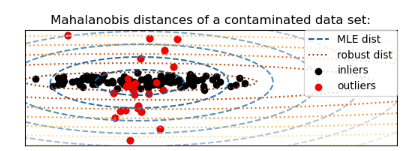 Mahalanobis distances of a contaminated data set:
MLE dist
robust dist
inliers
outliers